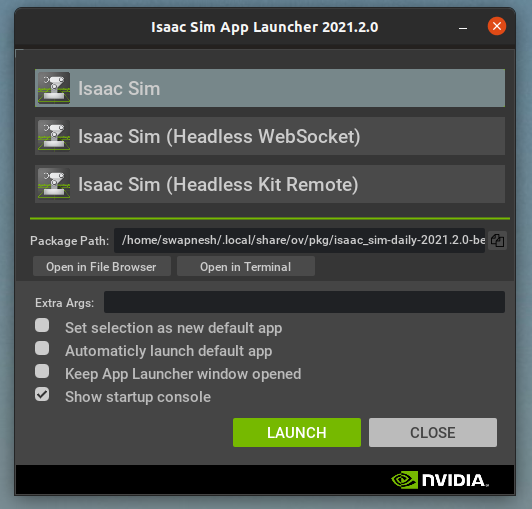 Isaac Sim App Launcher 2021.2.0
Isaac Sim
Isaac Sim (Headless WebSocket)
Isaac Sim (Headless Kit Remote)
Package Path: /home/swapnesh/.local/share/ov/pkg/isaac_sim-daily-2021.2.0-be
Open in File Browser Open in Terminal
Extra Args:
Set selection as new default app
Automaticly launch default app
Keep App Launcher window opened
Show startup console
LAUNCH CLOSE
NVIDIA.